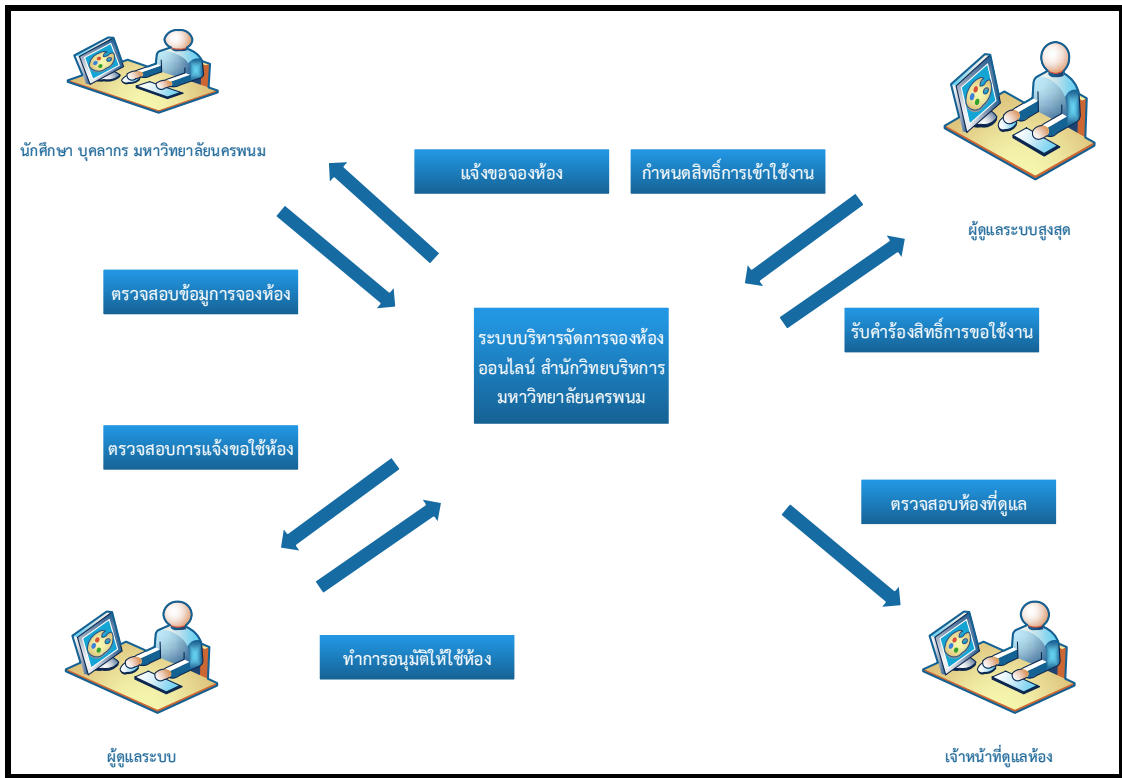 นักศึกษา บุคลากร มหาวิทยาลัยนครพนม
แจ้งขอจองห้อง
กำหนดสิทธิ์การเข้าใช้งาน
ผู้ดูแลระบบสูงสุด
ตรวจสอบข้อมูการจองห้อง
ระบบบริหารจัดการจองห้อง
ออนไลน์ สำนักวิทยบริหการ
มหาวิทยาลัยนครพนม
รับคำร้องสิทธิ์การขอใช้งาน
ตรวจสอบการแจ้งขอใช้ห้อง
ตรวจสอบห้องที่ดูแล
ทำการอนุมัติให้ใช้ห้อง
ผู้ดูแลระบบ
เจ้าหน้าที่ดูแลห้อง